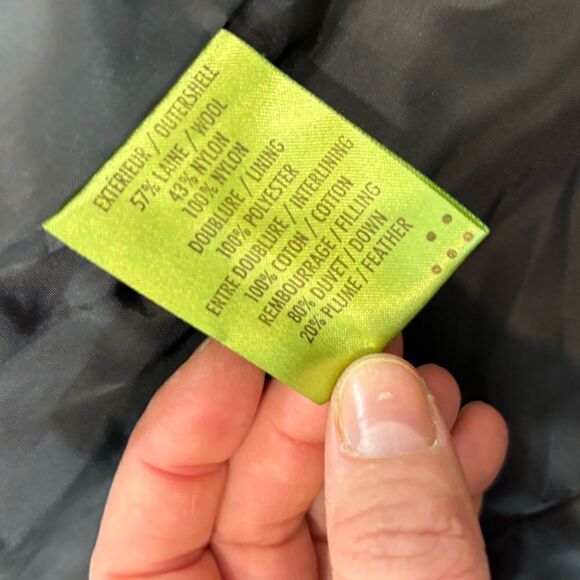 EXTERIEUR / OUTERSHELL
57% LAINE / WOOL
43% NYLON
100% NYLON
DOUBLURE / LINING
100% POLYESTER
ENTRE DOUBLURE / INTERLINING
100% COTON / COTTON
REMBOURRAGE / FILLING
80% DUVET / DOWN
20% PLUME / FEATHER